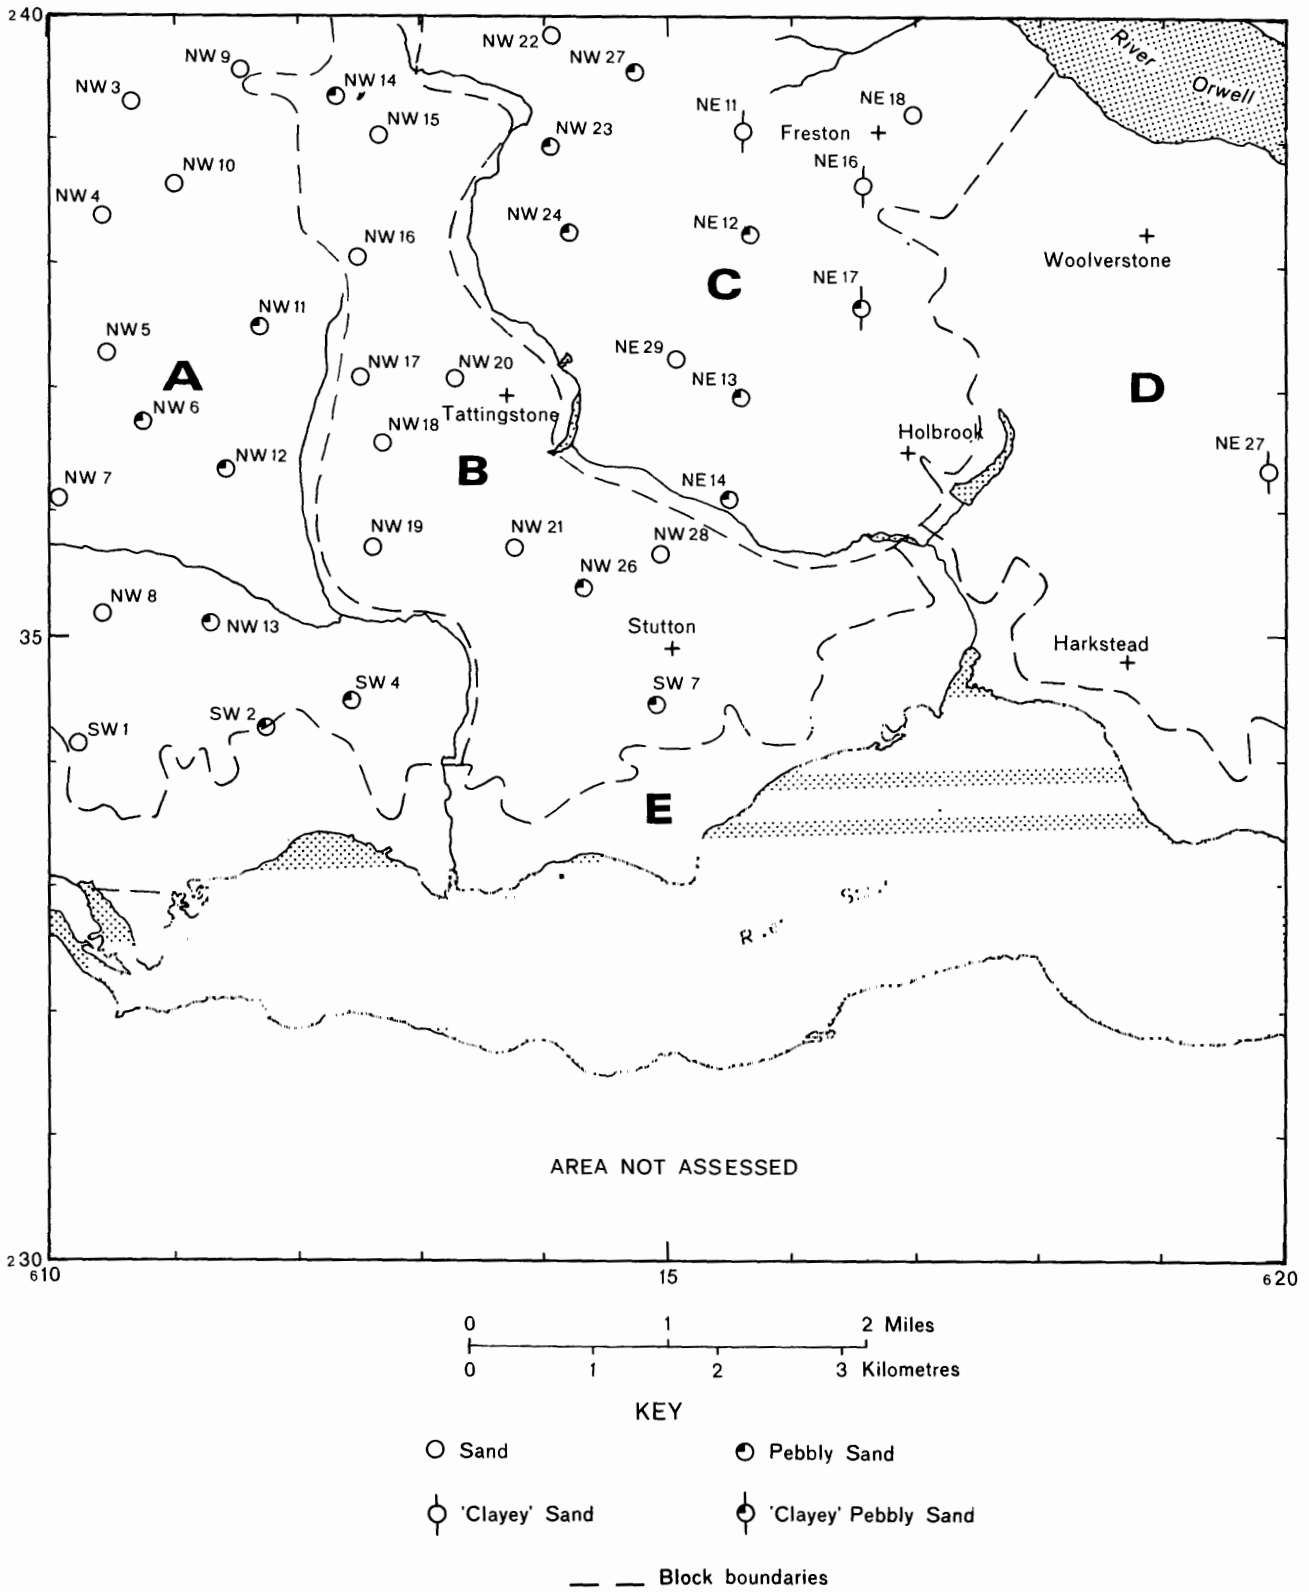 240
NW 22
NW 27
River
Orwell
NW 9
NW 14
NW 3
NW 15
NW 23
NE 11
Freston
NE 18
NE 16
NW 10
NW 4
NW 24
NE 12
NW 16
Woolverstone
C
NE 17
NW 11
NW 5
NE 29
NW 17
NW 20
NE 13
A
D
NW 6
Tattingstone
NW 18
Holbrook
NE 27
NW 12
B
NW 7
NE 14
NW 19
NW 21
NW 28
NW 26
NW 8
NW 13
Stutton
35
Harkstead
SW 4
SW 7
SW 2
SW 1
E
AREA NOT ASSESSED
230
610
15
620
0 1 2 Miles
0 1 2 3 Kilometres
KEY
Sand
Pebbly Sand
'Clayey' Sand
'Clayey' Pebbly Sand
Block boundaries